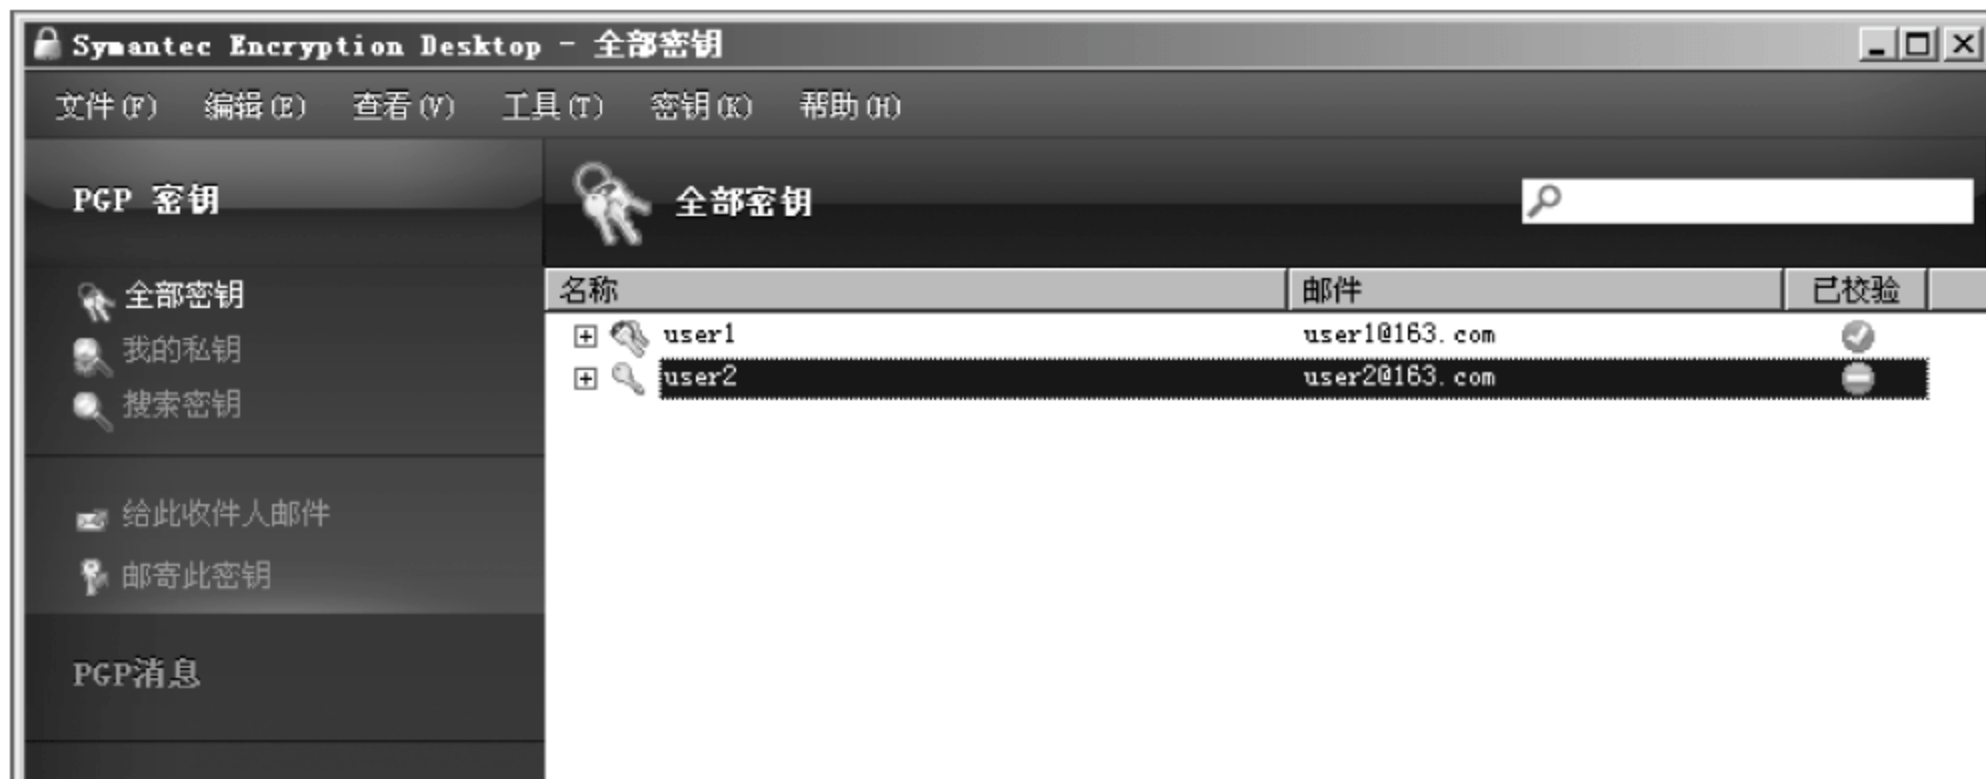 Symantec Encryption Desktop - 全部密钥
文件(F) 编辑(E) 查看(V) 工具(T) 密钥(K) 帮助(H)
PGP 密钥
全部密钥
我的私钥
搜索密钥
给此收件人邮件
邮寄此密钥
PGP消息
全部密钥
名称 邮件 已校验
user1 user1@163.com
user2 user2@163.com